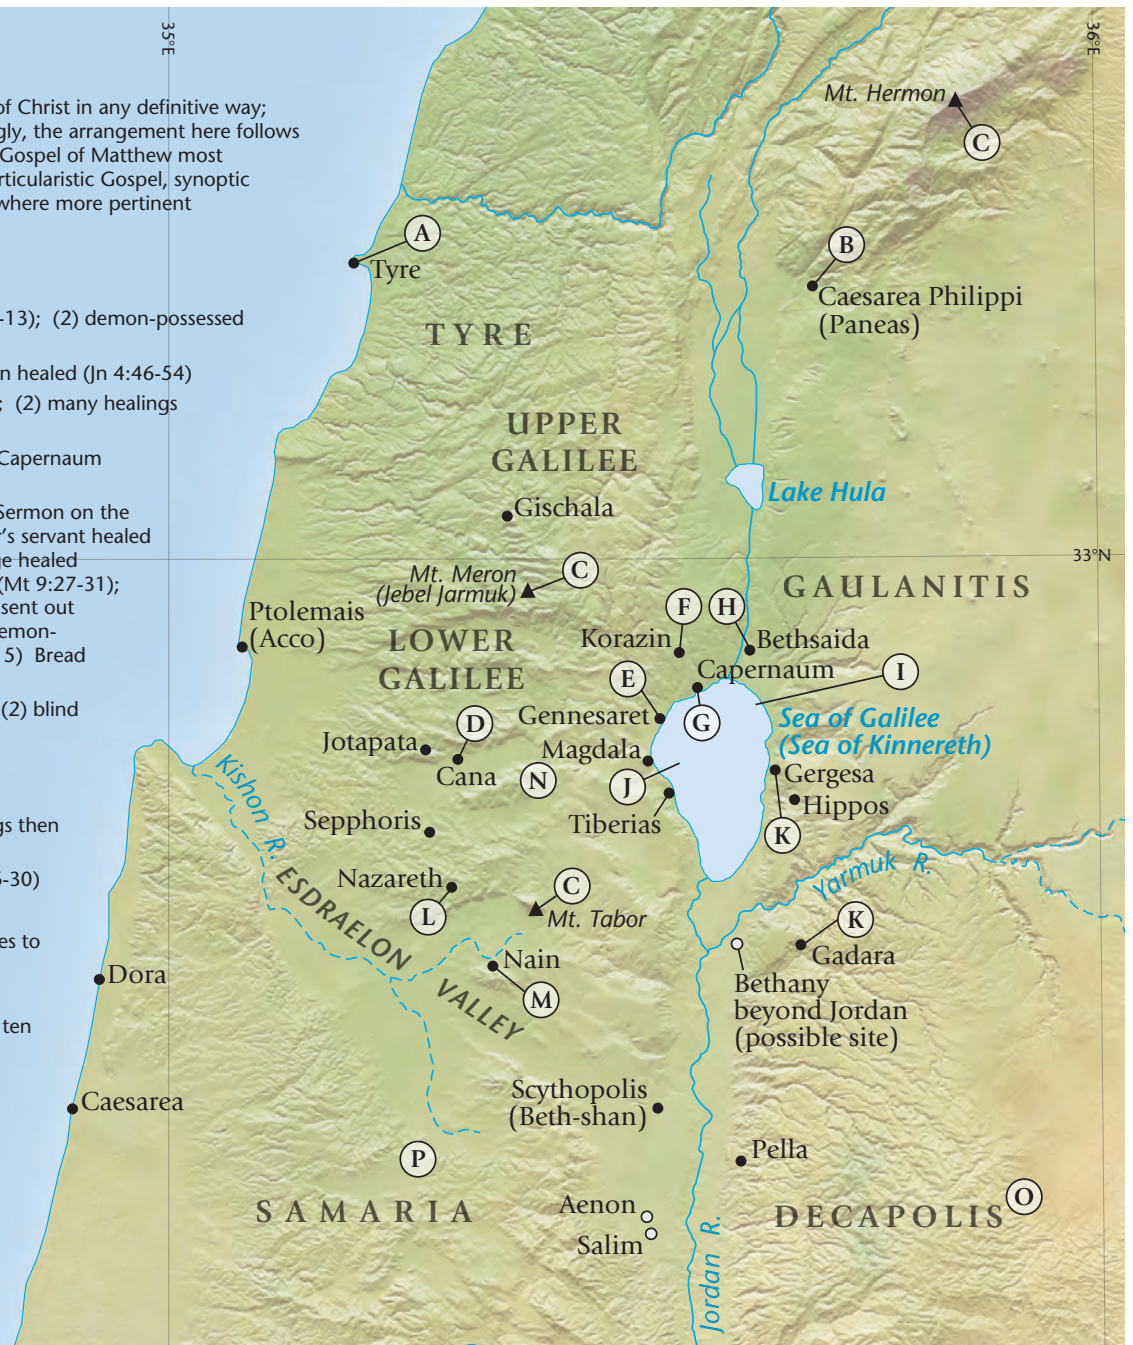 35°E
36°E
of Christ in any definitive way;
gly, the arrangement here follows
Gospel of Matthew most
rticularistic Gospel, synoptic
where more pertinent
Mt. Hermon
C
A
Tyre
B
Caesarea Philippi
(Paneas)
-13); (2) demon-possessed
TYRE
n healed (Jn 4:46-54)
; (2) many healings
UPPER
GALILEE
Capernaum
Lake Hula
Sermon on the
Gischala
r's servant healed
ge healed
33°N
(Mt 9:27-31);
sent out
emon-
5) Bread
Mt. Meron
(Jebel Jarmuk)
C
GAULANITIS
Ptolemais
(Acco)
LOWER
GALILEE
F
H
Korazin
Bethsaida
Capernaum
I
E
(2) blind
D
Gennesaret
G
Sea of Galilee
(Sea of Kinnereth)
Jotapata
Cana
Magdala
N
J
Gergesa
Hippos
Kishon R.
Sepphoris
Tiberias
K
gs then
Yarmuk R.
6-30)
Nazareth
C
L
Mt. Tabor
K
Gadara
es to
ESDRAELON
VALLEY
Nain
M
Dora
Bethany
beyond Jordan
(possible site)
ten
Caesarea
Scythopolis
(Beth-shan)
P
Pella
SAMARIA
Aenon
Salim
O
DECAPOLIS
Jordan R.